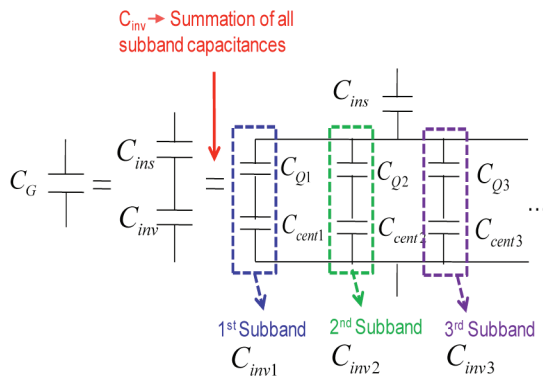 C_inv → Summation of all
subband capacitances
C_ins
C_G = C_ins = C_Q1 C_Q2 C_Q3
C_inv C_cent1 C_cent2 C_cent3 ..
1st Subband 2nd Subband 3rd Subband
C_inv1 C_inv2 C_inv3